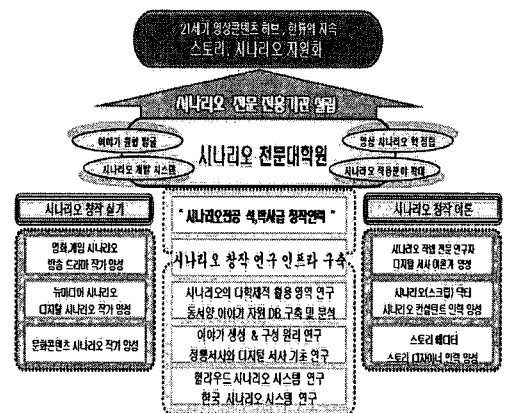 21세기 영상콘텐츠 허브, 한류의 지속
스토리, 시나리오 자원화
시나리오 전문 전용기관 설립
이야기 원형 발굴
영상 시나리오 학 정립
시나리오 전문대학원
시나리오 개발 시스템
시나리오 적용분야 확대
시나리오 창작 실기
"시나리오전공 석,박사급 창작인력"
시나리오 창작 이론
영화,게임 시나리오
방송 드라마 작가 양성
시나리오 창작 연구 인프라 구축
시나리오 작법 전문 연구자
디지털 서사 이론가 양성
뉴미디어 시나리오
디지털 시나리오 작가 양성
시나리오의 다학제적 활용 영역 연구
동서양 이야기 자원 DB 구축 및 분석
시나리오(스크립) 닥터
시나리오 컨설턴트 인력 양성
문화콘텐츠 시나리오 작가 양성
이야기 생성 & 구성 원리 연구
정통서사와 디지털 서사 기초 연구
스토리 에디터
스토리 디자이너 인력 양성
헐리우드 시나리오 시스템 연구
한국 시나리오 시스템 연구